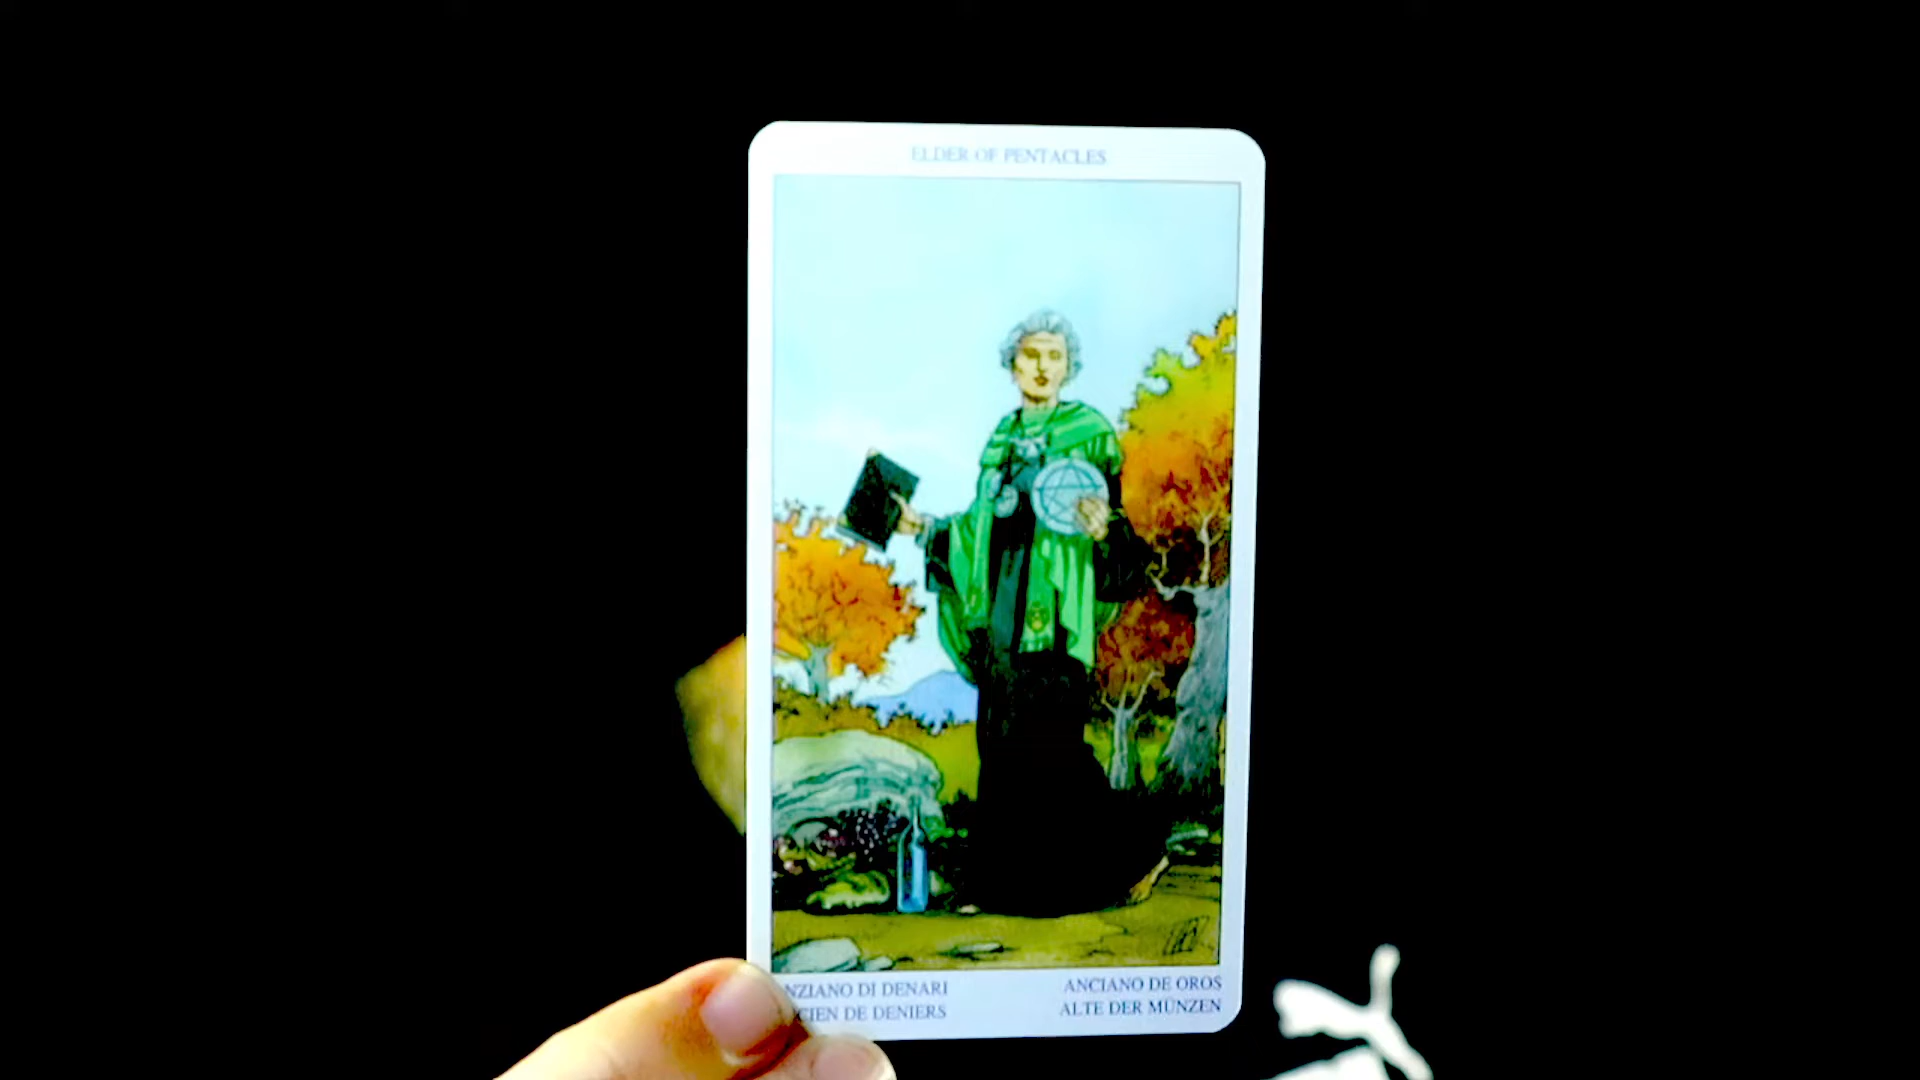 ELDER OF PENTACLES
NZIANO DI DENARI
CIEN DE DENIERS
ANCIANO DE OROS
ALTE DER MÜNZEN